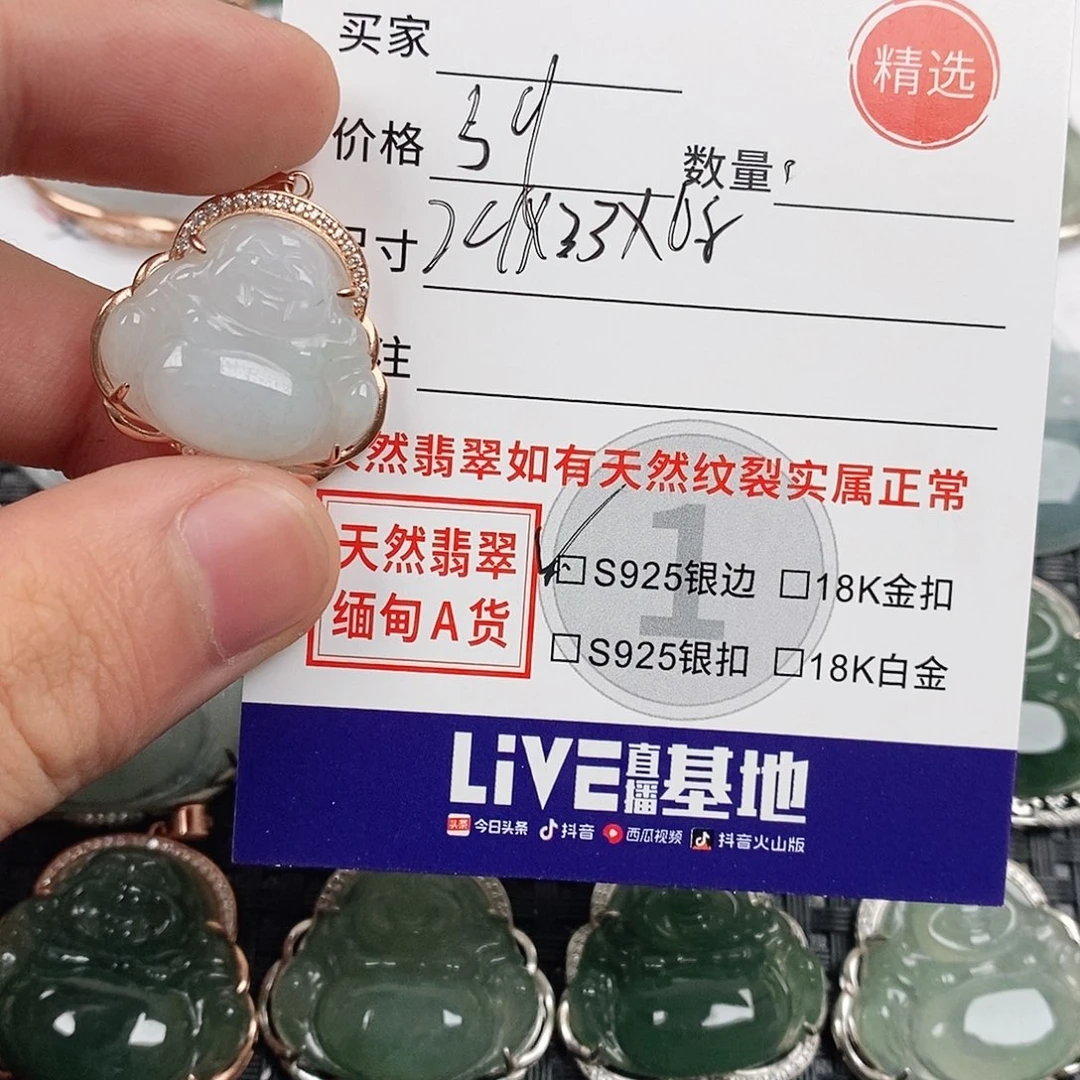 买家
精选
价格 34
数量
寸
注
然翡翠如有天然纹裂实属正常
天然翡翠
缅甸A货
☑S925银边 □18K金扣
1
□S925银扣 □18K白金
LiVE直播基地
头条 今日头条 抖音 西瓜视频 抖音火山版